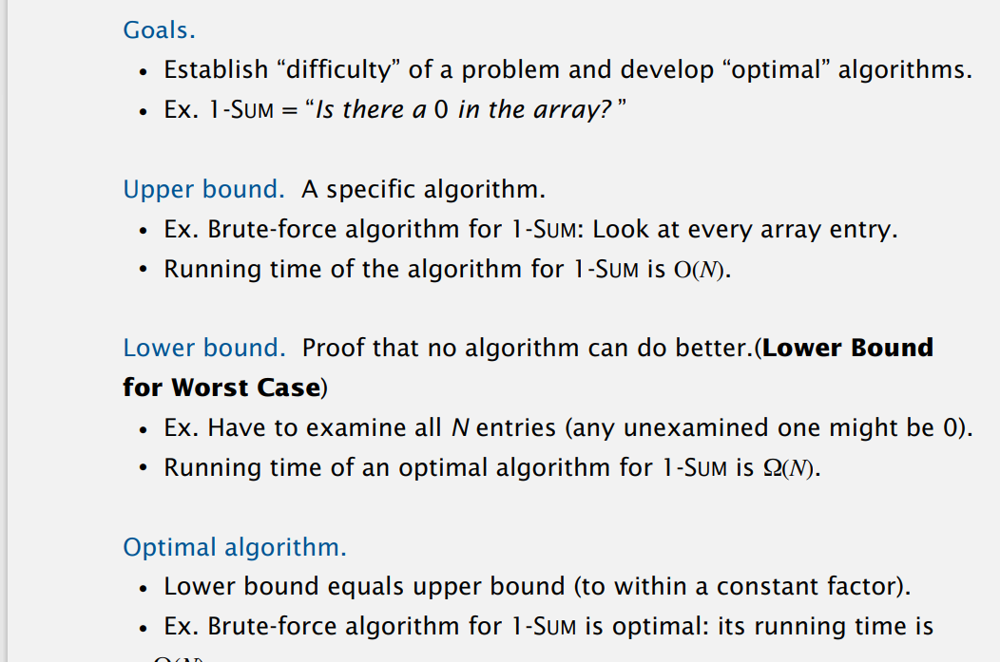 Goals.
• Establish “difficulty” of a problem and develop “optimal” algorithms.
• Ex. 1-SUM = “Is there a 0 in the array? ”
Upper bound. A specific algorithm.
• Ex. Brute-force algorithm for 1-SUM: Look at every array entry.
• Running time of the algorithm for 1-SUM is O(N).
Lower bound. Proof that no algorithm can do better.(Lower Bound
for Worst Case)
• Ex. Have to examine all N entries (any unexamined one might be 0).
• Running time of an optimal algorithm for 1-SUM is Ω(N).
Optimal algorithm.
• Lower bound equals upper bound (to within a constant factor).
• Ex. Brute-force algorithm for 1-SUM is optimal: its running time is